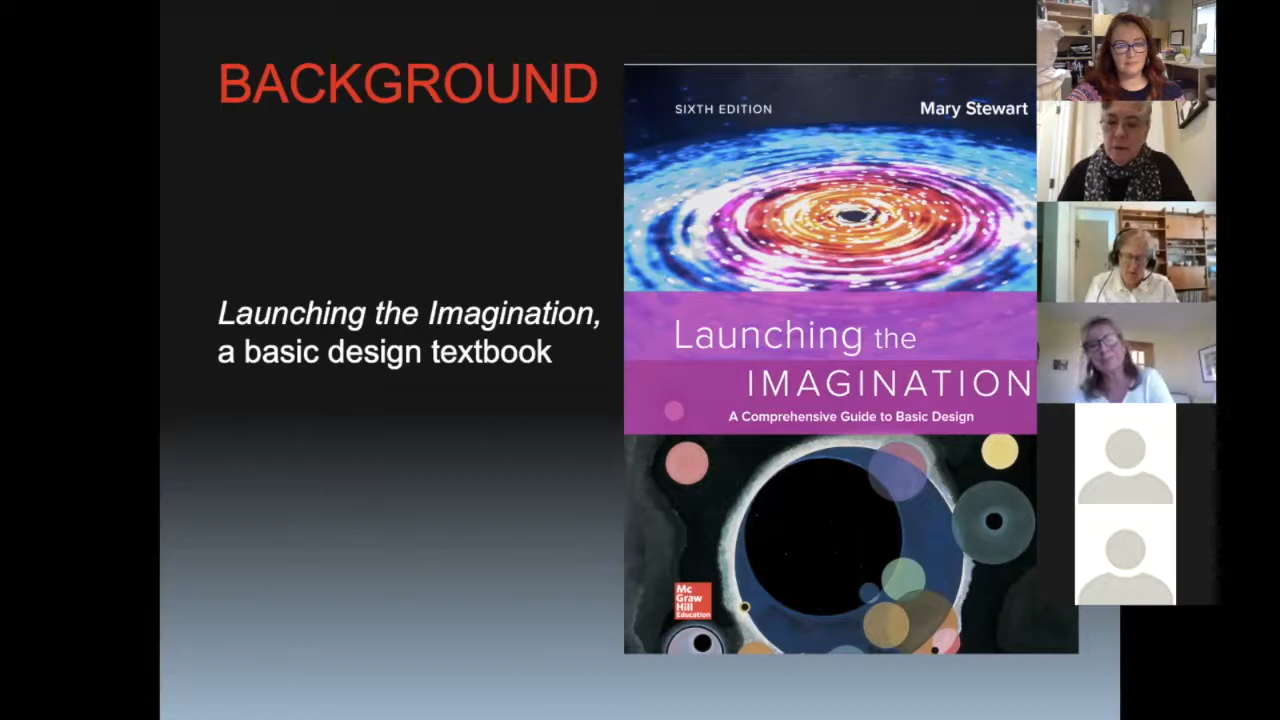 BACKGROUND
Launching the Imagination,
a basic design textbook
SIXTH EDITION
Mary Stewart
Launching the
IMAGINATION
A Comprehensive Guide to Basic Design
Mc
Graw
Hill
Education